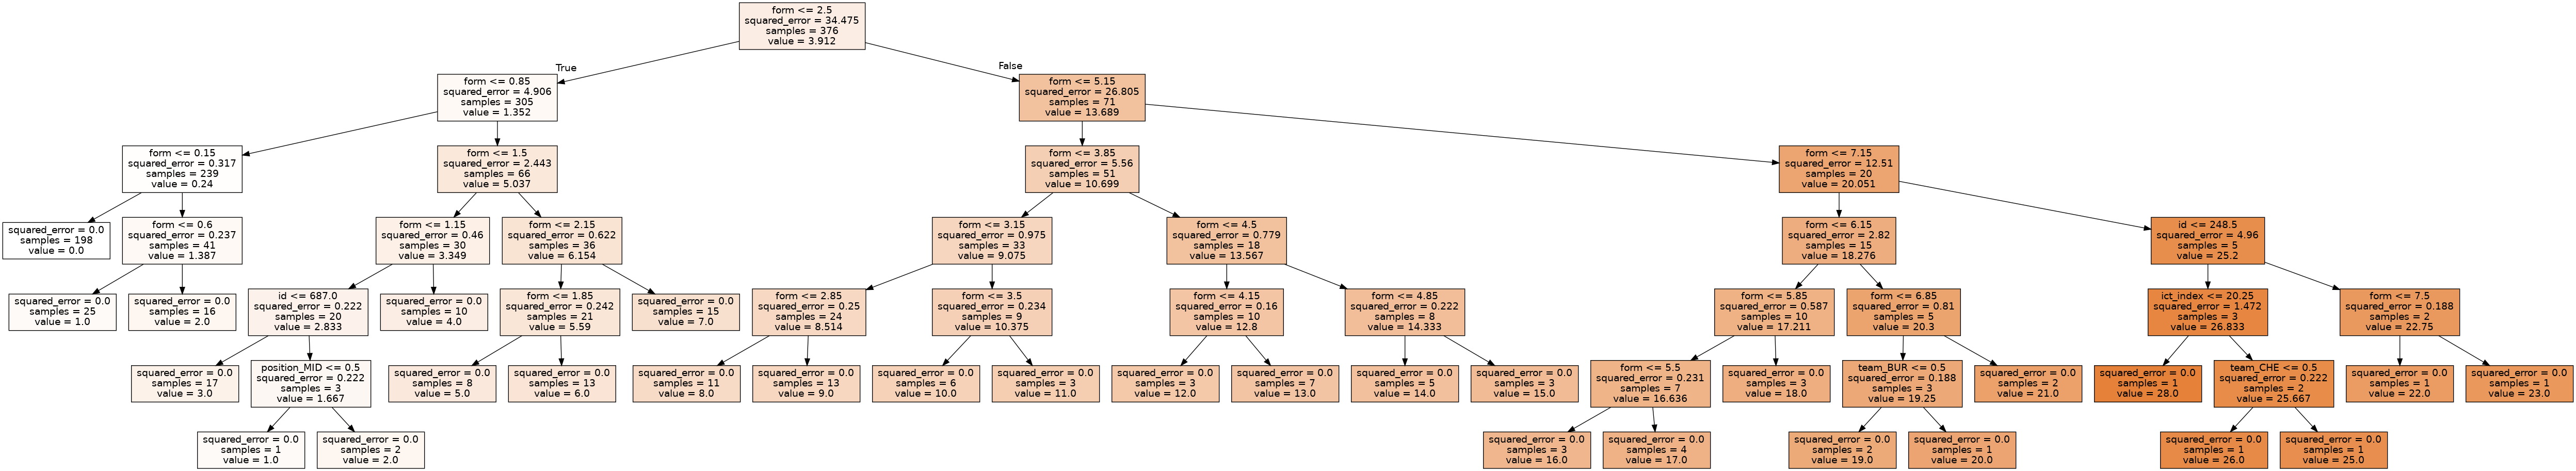 form <= 2.5
squared_error = 34.475
samples = 376
value = 3.912
True
False
form <= 0.85
squared_error = 4.906
samples = 305
value = 1.352
form <= 5.15
squared_error = 26.805
samples = 71
value = 13.689
form <= 0.15
squared_error = 0.317
samples = 239
value = 0.24
form <= 1.5
squared_error = 2.443
samples = 66
value = 5.037
form <= 3.85
squared_error = 5.56
samples = 51
value = 10.699
form <= 7.15
squared_error = 12.51
samples = 20
value = 20.051
squared_error = 0.0
samples = 198
value = 0.0
form <= 0.6
squared_error = 0.237
samples = 41
value = 1.387
form <= 1.15
squared_error = 0.46
samples = 30
value = 3.349
form <= 2.15
squared_error = 0.622
samples = 36
value = 6.154
form <= 3.15
squared_error = 0.975
samples = 33
value = 9.075
form <= 4.5
squared_error = 0.779
samples = 18
value = 13.567
form <= 6.15
squared_error = 2.82
samples = 15
value = 18.276
id <= 248.5
squared_error = 4.96
samples = 5
value = 25.2
squared_error = 0.0
samples = 25
value = 1.0
squared_error = 0.0
samples = 16
value = 2.0
id <= 687.0
squared_error = 0.222
samples = 20
value = 2.833
squared_error = 0.0
samples = 10
value = 4.0
form <= 1.85
squared_error = 0.242
samples = 21
value = 5.59
squared_error = 0.0
samples = 15
value = 7.0
form <= 2.85
squared_error = 0.25
samples = 24
value = 8.514
form <= 3.5
squared_error = 0.234
samples = 9
value = 10.375
form <= 4.15
squared_error = 0.16
samples = 10
value = 12.8
form <= 4.85
squared_error = 0.222
samples = 8
value = 14.333
form <= 5.85
squared_error = 0.587
samples = 10
value = 17.211
form <= 6.85
squared_error = 0.81
samples = 5
value = 20.3
ict_index <= 20.25
squared_error = 1.472
samples = 3
value = 26.833
form <= 7.5
squared_error = 0.188
samples = 2
value = 22.75
squared_error = 0.0
samples = 17
value = 3.0
position_MID <= 0.5
squared_error = 0.222
samples = 3
value = 1.667
squared_error = 0.0
samples = 8
value = 5.0
squared_error = 0.0
samples = 13
value = 6.0
squared_error = 0.0
samples = 11
value = 8.0
squared_error = 0.0
samples = 13
value = 9.0
squared_error = 0.0
samples = 6
value = 10.0
squared_error = 0.0
samples = 3
value = 11.0
squared_error = 0.0
samples = 3
value = 12.0
squared_error = 0.0
samples = 7
value = 13.0
squared_error = 0.0
samples = 5
value = 14.0
squared_error = 0.0
samples = 3
value = 15.0
form <= 5.5
squared_error = 0.231
samples = 7
value = 16.636
squared_error = 0.0
samples = 3
value = 18.0
team_BUR <= 0.5
squared_error = 0.188
samples = 3
value = 19.25
squared_error = 0.0
samples = 2
value = 21.0
squared_error = 0.0
samples = 1
value = 28.0
team_CHE <= 0.5
squared_error = 0.222
samples = 2
value = 25.667
squared_error = 0.0
samples = 1
value = 22.0
squared_error = 0.0
samples = 1
value = 23.0
squared_error = 0.0
samples = 1
value = 1.0
squared_error = 0.0
samples = 2
value = 2.0
squared_error = 0.0
samples = 3
value = 16.0
squared_error = 0.0
samples = 4
value = 17.0
squared_error = 0.0
samples = 2
value = 19.0
squared_error = 0.0
samples = 1
value = 20.0
squared_error = 0.0
samples = 1
value = 26.0
squared_error = 0.0
samples = 1
value = 25.0